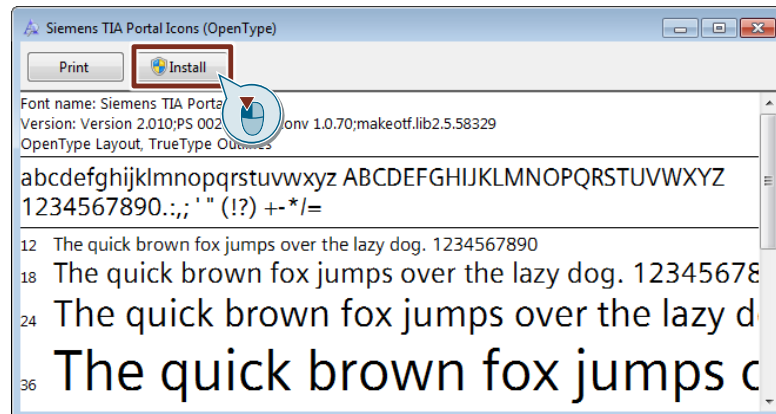 Siemens TIA Portal Icons (OpenType)
Print Install
Font name: Siemens TIA Porta
Version: Version 2.010;PS 002 onv 1.0.70;makeotf.lib2.5.58329
OpenType Layout, TrueType Outlines
abcdefghijklmnopqrstuvwxyz ABCDEFGHIJKLMNOPQRSTUVWXYZ
1234567890.:,; ' " (!?) +-*/=
12 The quick brown fox jumps over the lazy dog. 1234567890
18 The quick brown fox jumps over the lazy dog. 12345678
24 The quick brown fox jumps over the lazy d
36 The quick brown fox jumps